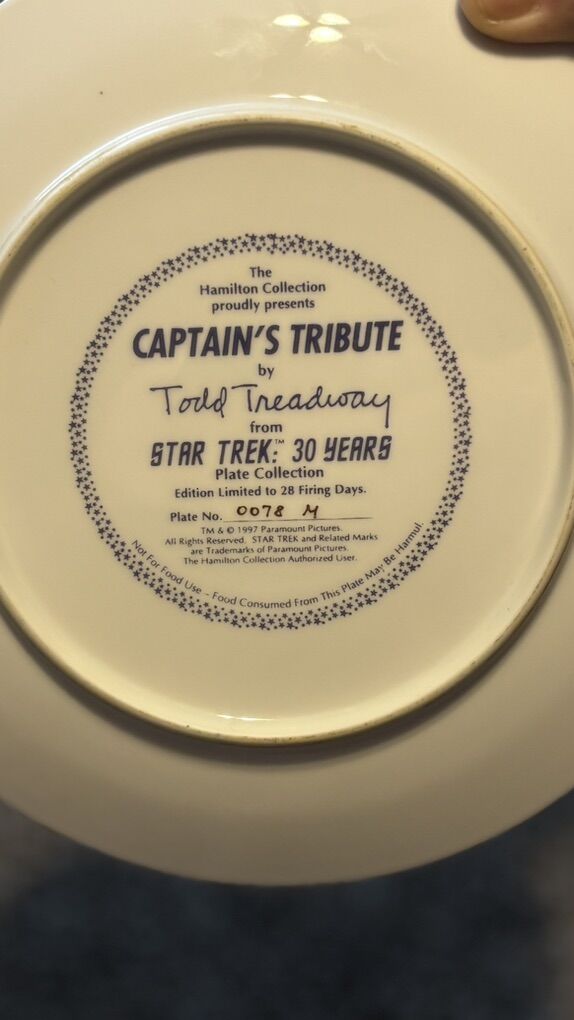 The
Hamilton Collection
proudly presents
CAPTAIN'S TRIBUTE
by
Todd Treadway
from
STAR TREK:™ 30 YEARS
Plate Collection
Edition Limited to 28 Firing Days.
Plate No. 0078 M
TM & © 1997 Paramount Pictures.
All Rights Reserved. STAR TREK and Related Marks
are Trademarks of Paramount Pictures.
The Hamilton Collection Authorized User.
Not For Food Use - Food Consumed From This Plate May Be Harmful.